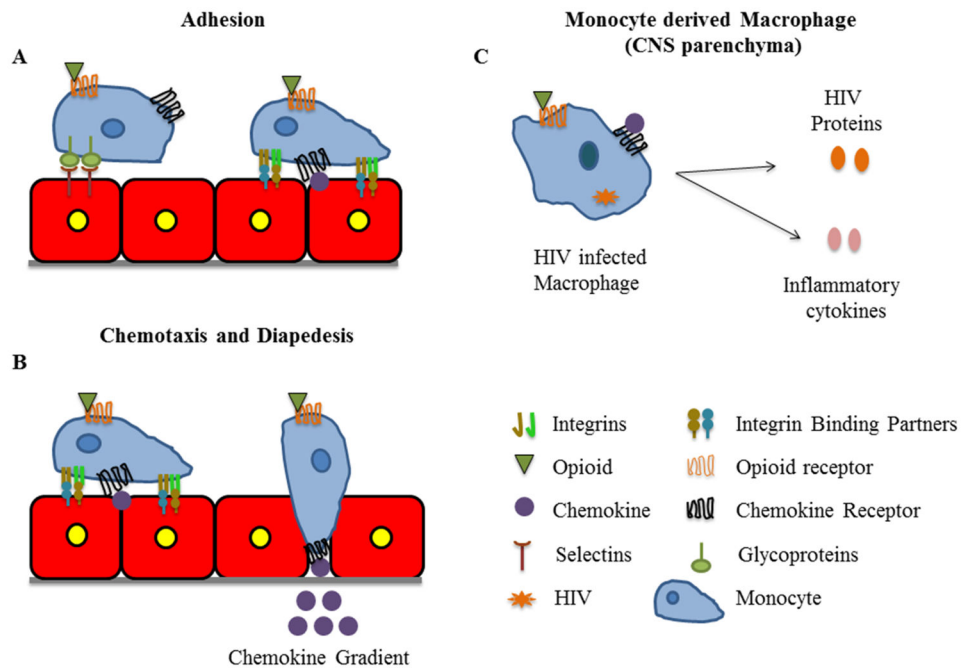 Adhesion
A
Monocyte derived Macrophage
(CNS parenchyma)
C
HIV
Proteins
HIV infected
Macrophage
Inflammatory
cytokines
Chemotaxis and Diapedesis
B
Chemokine Gradient
Integrins
Integrin Binding Partners
Opioid
Opioid receptor
Chemokine
Chemokine Receptor
Selectins
Glycoproteins
HIV
Monocyte